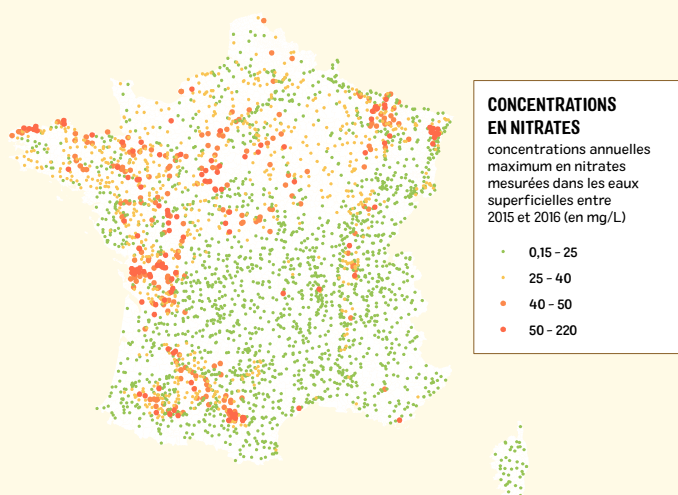 CONCENTRATIONS
EN NITRATES
concentrations annuelles
maximum en nitrates
mesurées dans les eaux
superficielles entre
2015 et 2016 (en mg/L)
0,15 – 25
25 – 40
40 – 50
50 – 220